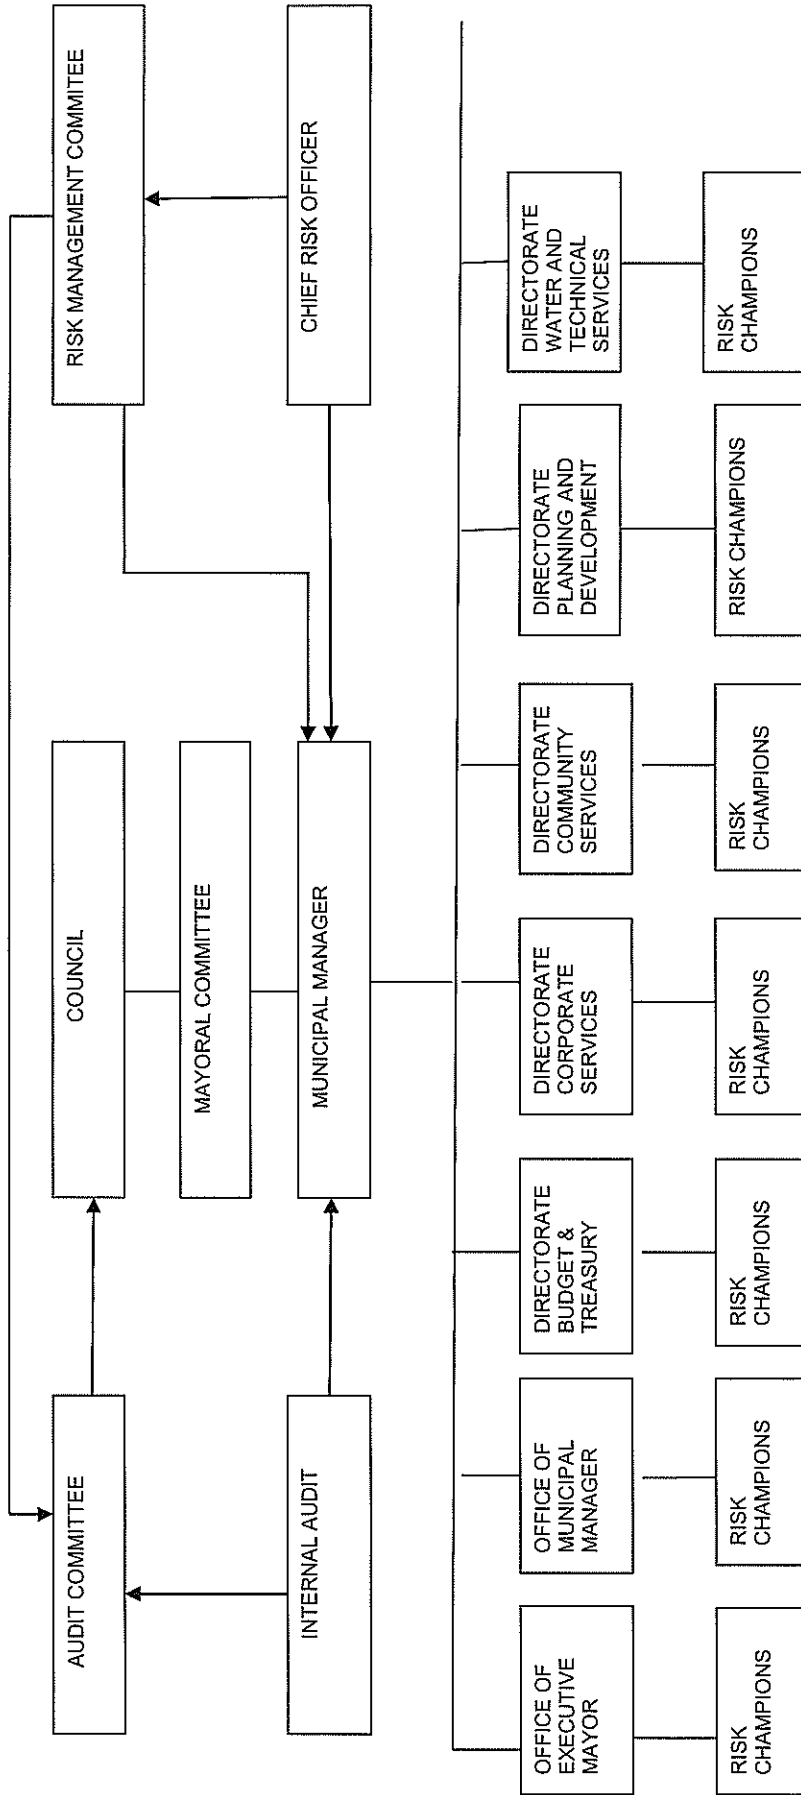 AUDIT COMMITTEE
COUNCIL
RISK MANAGEMENT COMMITEE
MAYORAL COMMITTEE
INTERNAL AUDIT
MUNICIPAL MANAGER
CHIEF RISK OFFICER
OFFICE OF
EXECUTIVE
MAYOR
OFFICE OF
MUNICIPAL
MANAGER
DIRECTORATE
BUDGET &
TREASURY
DIRECTORATE
CORPORATE
SERVICES
DIRECTORATE
COMMUNITY
SERVICES
DIRECTORATE
PLANNING AND
DEVELOPMENT
DIRECTORATE
WATER AND
TECHNICAL
SERVICES
RISK
CHAMPIONS
RISK
CHAMPIONS
RISK
CHAMPIONS
RISK
CHAMPIONS
RISK
CHAMPIONS
RISK CHAMPIONS
RISK
CHAMPIONS